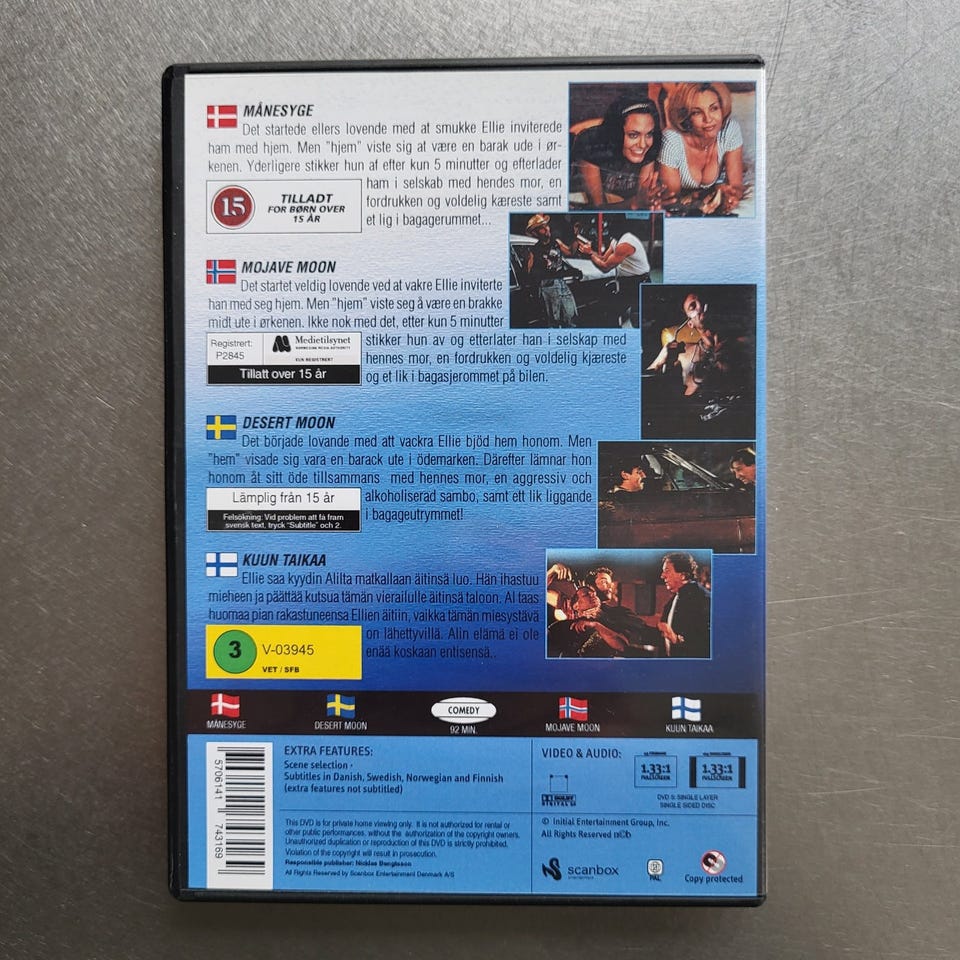 MÅNESYGE
Det startede ellers lovende med at smukke Ellie inviterede
ham med hjem. Men "hjem" viste sig at være en barak ude i ør-
kenen. Yderligere stikker hun af efter kun 5 minutter og efterlader
ham i selskab med hendes mor, en
fordrukken og voldelig kæreste samt
et lig i bagagerummet...
15
TILLADT
FOR BØRN OVER
15 ÅR
MOJAVE MOON
Det startet veldig lovende ved at vakre Ellie inviterte
han med seg hjem. Men "hjem" viste seg å være en brakke
midt ute i ørkenen. Ikke nok med det, etter kun 5 minutter
stikker hun av og etterlater han i selskap med
hennes mor, en fordrukken og voldelig kjæreste
og et lik i bagasjerommet på bilen.
Registrert:
P2845
Medietilsynet
NORWEGIAN MEDIA AUTHORITY
KUN REGISTRERT
Tillatt over 15 år
DESERT MOON
Det började lovande med att vackra Ellie bjöd hem honom. Men
"hem" visade sig vara en barack ute i ödemarken. Därefter lämnar hon
honom åt sitt öde tillsammans med hennes mor, en aggressiv och
alkoholiserad sambo, samt ett lik liggande
i bagageutrymmet!
Lämplig från 15 år
Felsökning: Vid problem att få fram
svensk text, tryck "Subtitle" och 2.
KUUN TAIKAA
Ellie saa kyydin Alilta matkallaan äitinsä luo. Hän ihastuu
mieheen ja päättää kutsua tämän vierailulle äitinsä taloon. Al taas
huomaa pian rakastuneensa Ellien äitiin, vaikka tämän miesystävä
on lähettyvillä. Alin elämä ei ole
enää koskaan entisensä..
3
V-03945
VET / SFB
MÅNESYGE
DESERT MOON
COMEDY
92 MIN.
MOJAVE MOON
KUUN TAIKAA
5706141 743169
EXTRA FEATURES:
Scene selection ·
Subtitles in Danish, Swedish, Norwegian and Finnish
(extra features not subtitled)
This DVD is for private home viewing only. It is not authorized for rental or
other public performances, without the authorization of the copyright owners.
Unauthorized duplication or reproduction of this DVD is strictly prohibited.
Violation of the copyright will result in prosecution.
Responsible publisher: Nicklas Bengtsson
All Rights Reserved by Scanbox Entertainment Denmark A/S
VIDEO & AUDIO:
DOLBY
DIGITAL
1.33:1
FULLSCREEN
1.33:1
FULLSCREEN
DVD 5: SINGLE LAYER
SINGLE SIDED DISC
© Initial Entertainment Group, Inc.
All Rights Reserved
scanbox
entertainment
PAL
Copy protected